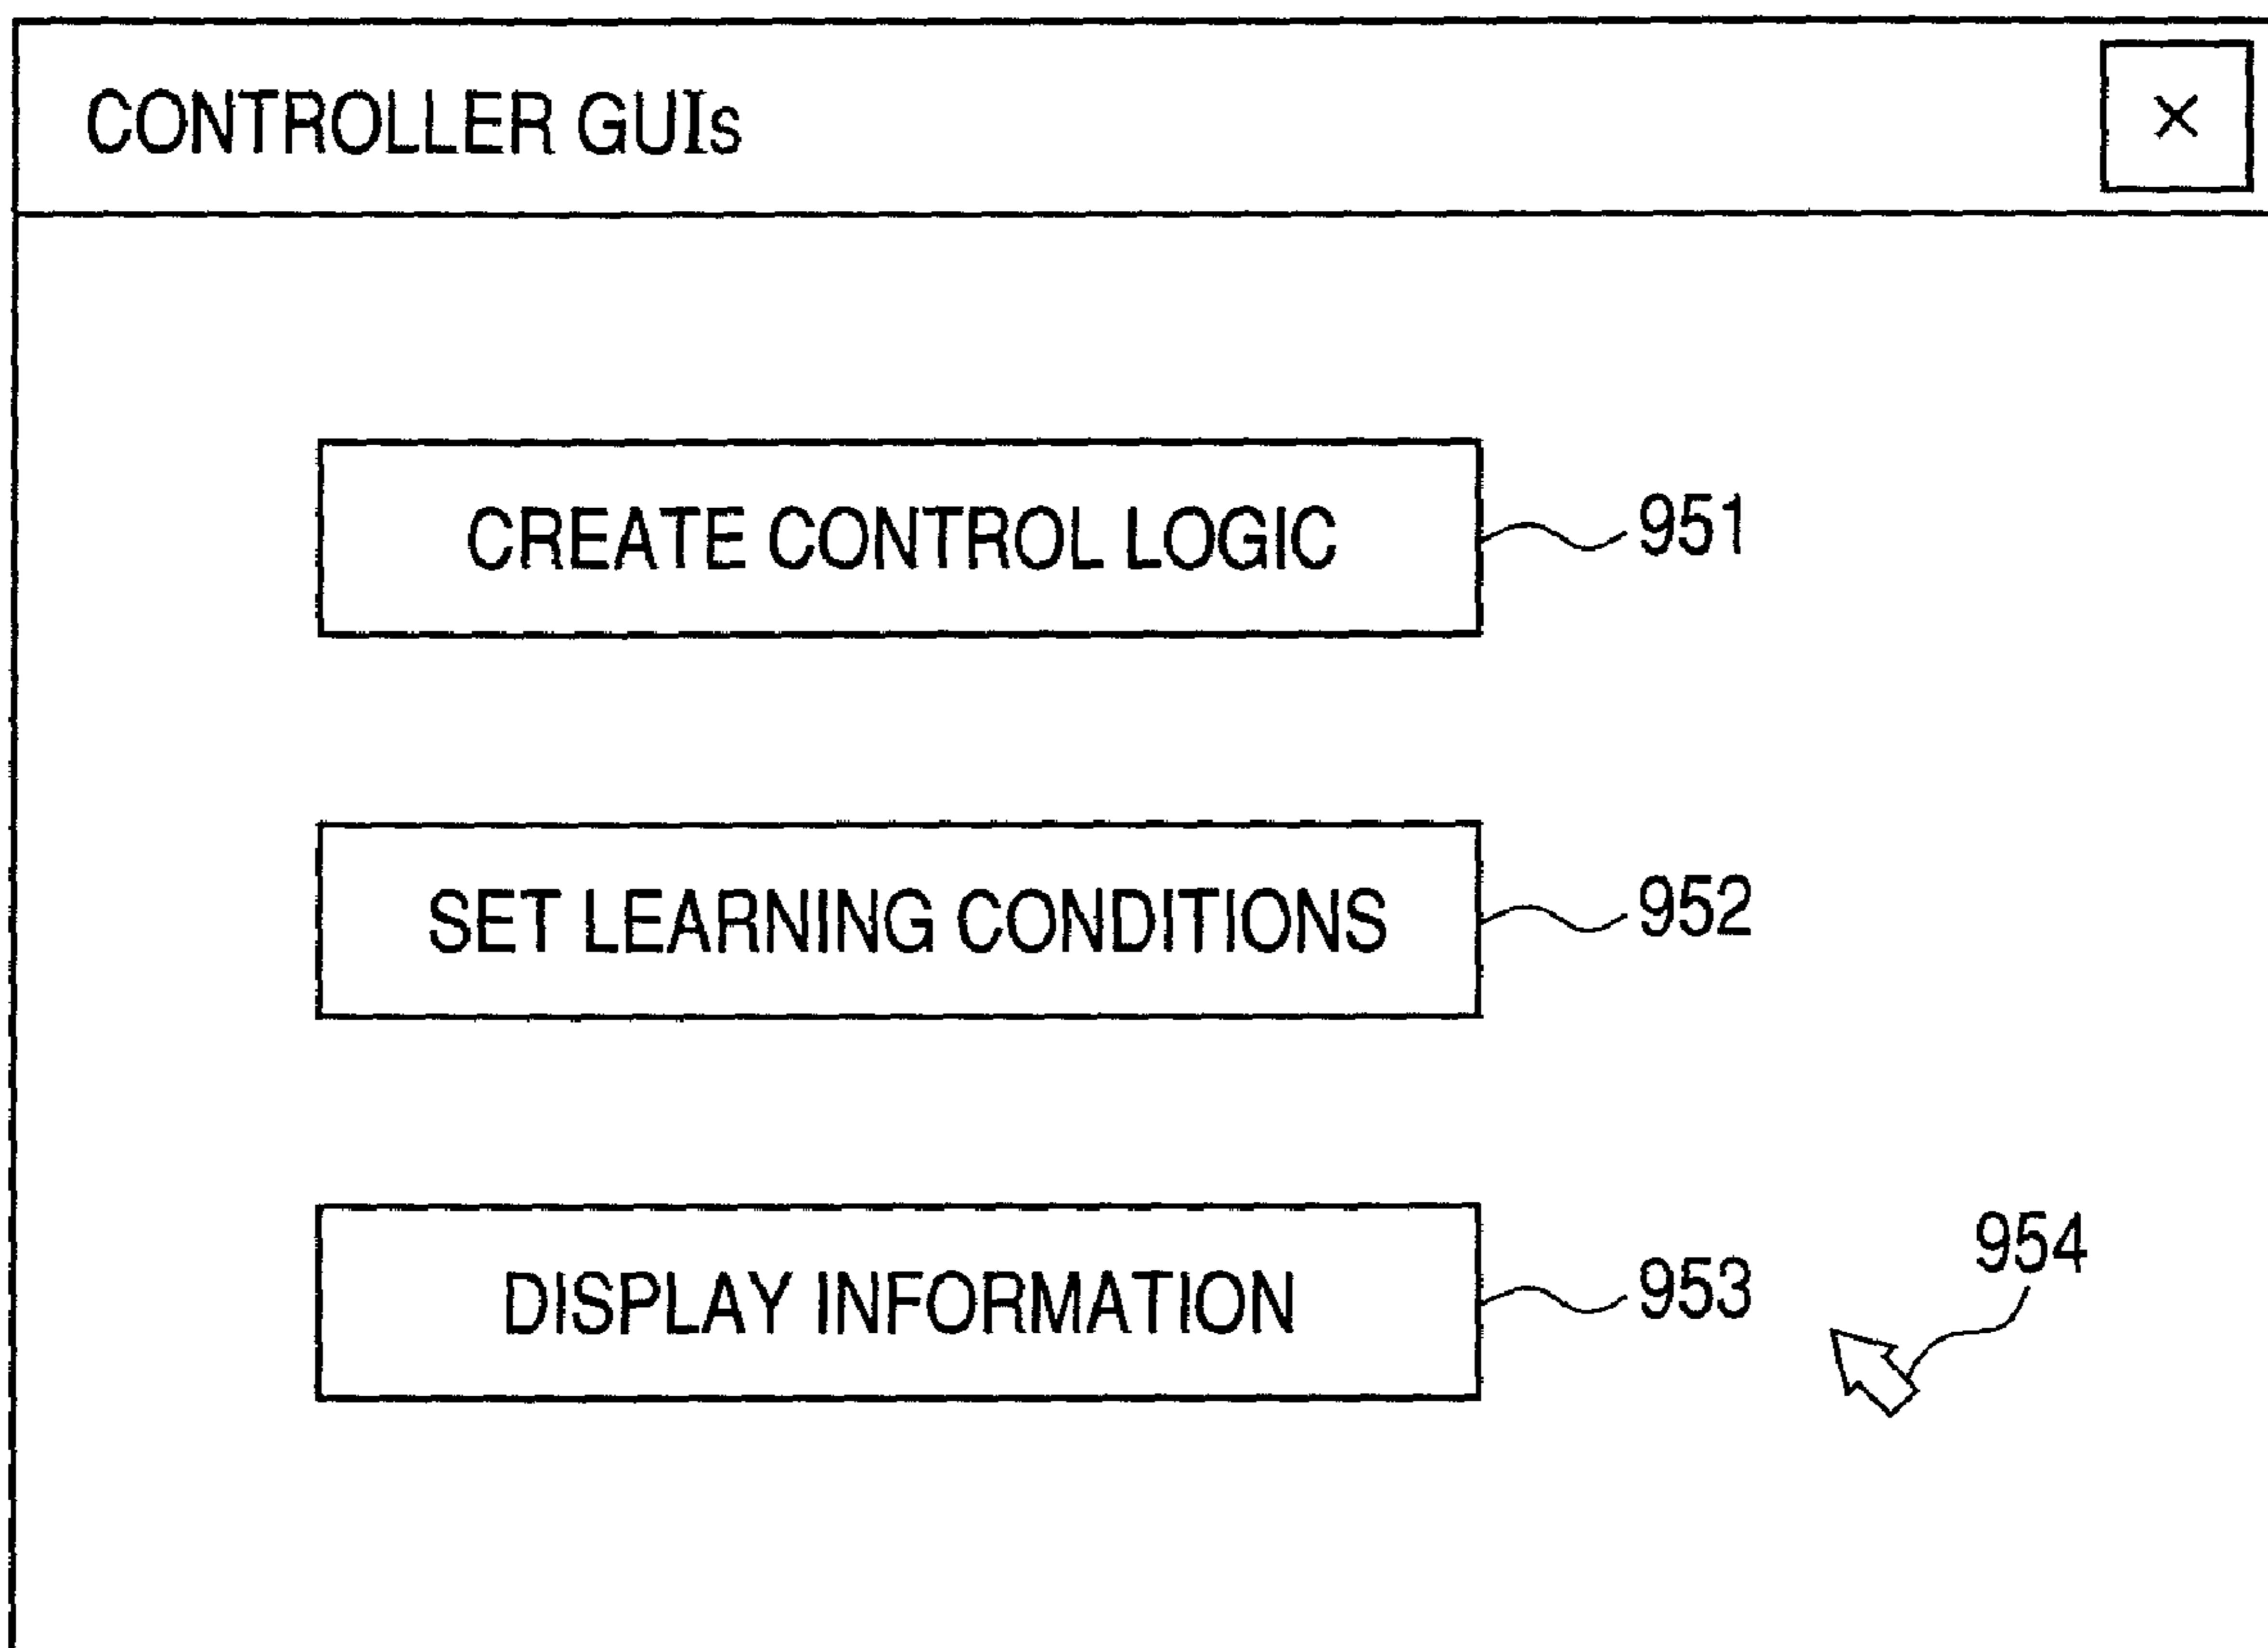 CONTROLLER GUIs ×
CREATE CONTROL LOGIC 951
SET LEARNING CONDITIONS 952
954
DISPLAY INFORMATION 953